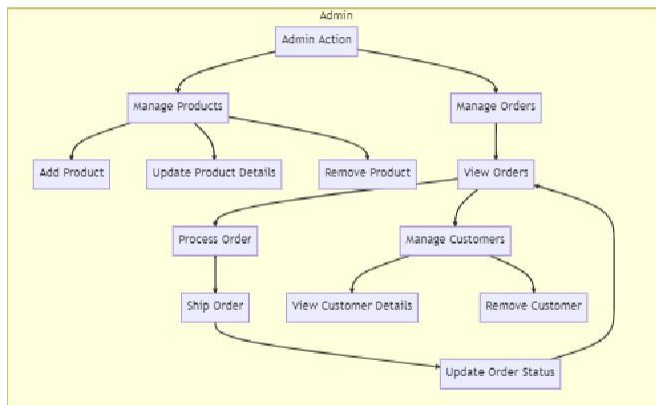 Admin
Admin Action
Manage Products
Manage Orders
Add Product
Update Product Details
Remove Product
View Orders
Process Order
Manage Customers
Ship Order
View Customer Details
Remove Customer
Update Order Status